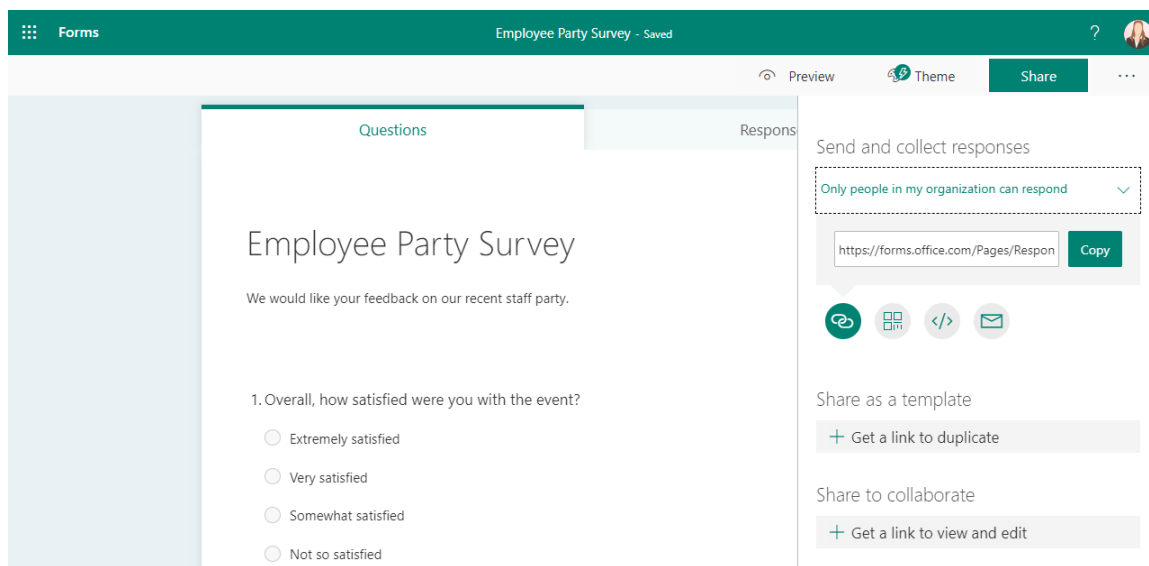 Forms
Employee Party Survey - Saved
?
Preview
Theme
Share
...
Questions
Respons
Send and collect responses
Only people in my organization can respond
https://forms.office.com/Pages/Respon
Copy
Employee Party Survey
We would like your feedback on our recent staff party.
1. Overall, how satisfied were you with the event?
Extremely satisfied
Very satisfied
Somewhat satisfied
Not so satisfied
</>
Share as a template
+ Get a link to duplicate
Share to collaborate
+ Get a link to view and edit